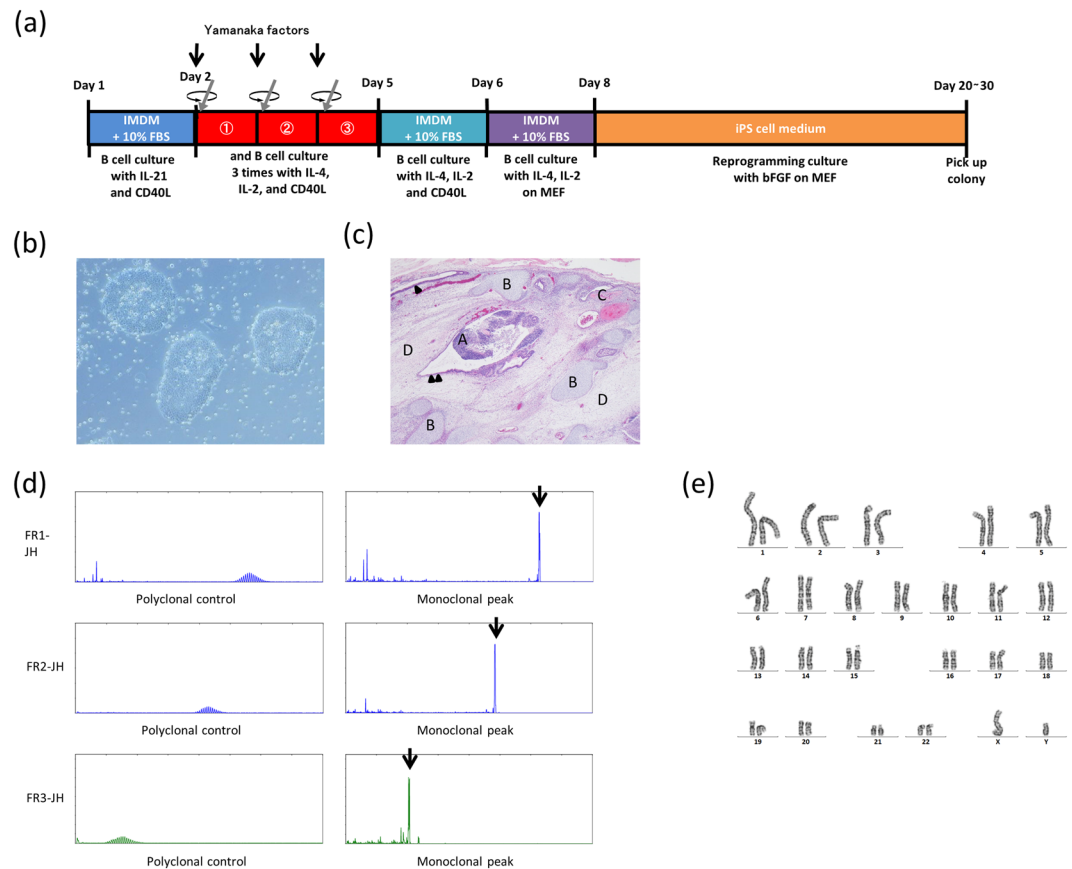 (a)
Yamanaka factors
Day 1
Day 2
Day 5
Day 6
Day 8
Day 20~30
IMDM
+ 10% FBS
①
②
③
IMDM
+ 10% FBS
IMDM
+ 10% FBS
iPS cell medium
B cell culture
with IL-21
and CD40L
and B cell culture
3 times with IL-4,
IL-2, and CD40L
B cell culture
with IL-4, IL-2
and CD40L
B cell culture
with IL-4, IL-2
on MEF
Reprogramming culture
with bFGF on MEF
Pick up
colony
(b)
(c)
B
C
A
D
B
D
B
(d)
FR1-
JH
Polyclonal control
Monoclonal peak
FR2-JH
Polyclonal control
Monoclonal peak
FR3-JH
Polyclonal control
Monoclonal peak
(e)
1 2 3 4 5
6 7 8 9 10 11 12
13 14 15 16 17 18
19 20 21 22 X Y